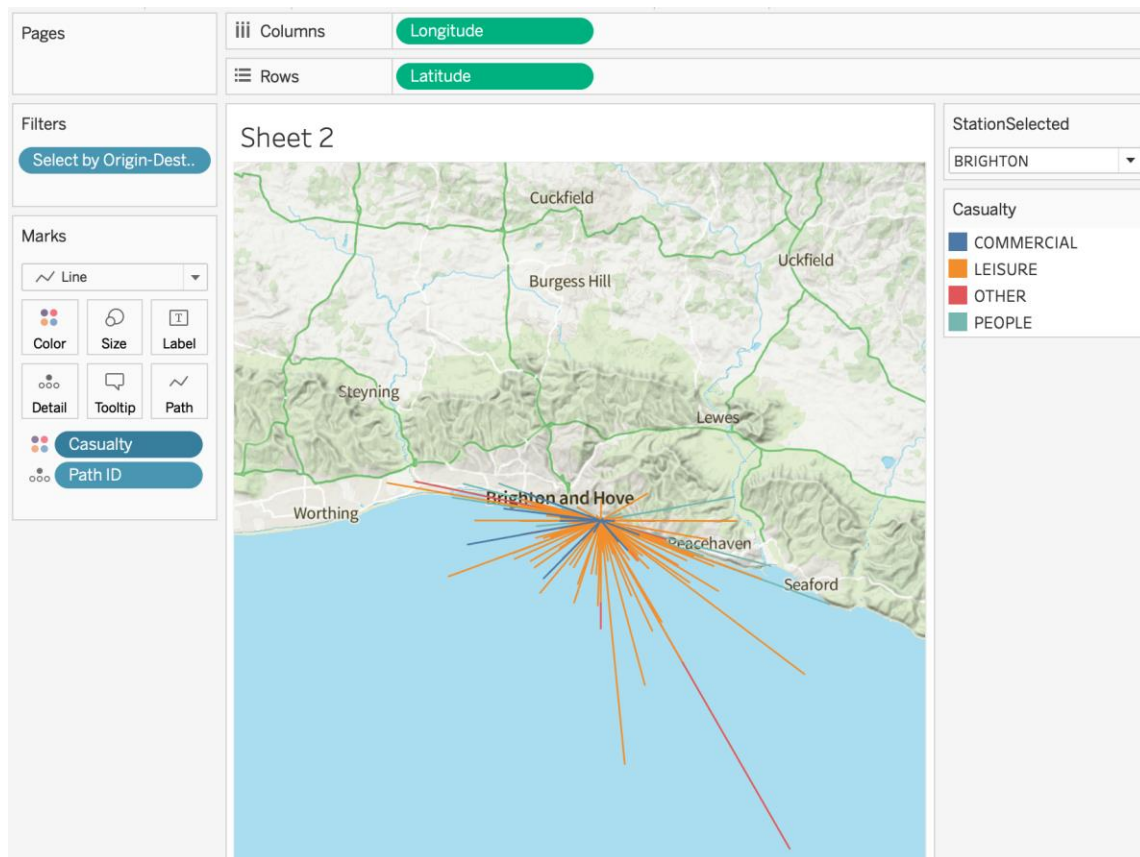 Pages
Columns
Longitude
Rows
Latitude
Filters
Select by Origin-Dest..
Marks
Line
Color
Size
Label
Detail
Tooltip
Path
Casualty
Path ID
Sheet 2
Cuckfield
Uckfield
Burgess Hill
Steyning
Lewes
Brighton and Hove
Worthing
Peacehaven
Seaford
StationSelected
BRIGHTON
Casualty
COMMERCIAL
LEISURE
OTHER
PEOPLE